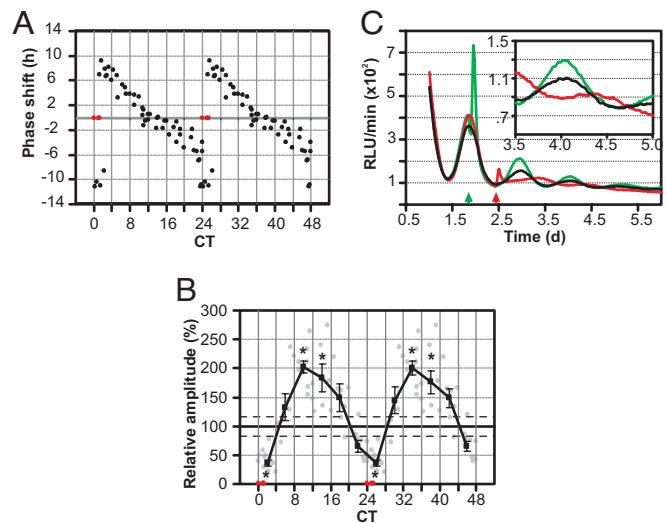 A
Phase shift (h)
14
10
6
2
-2
-6
-10
-14
0 8 16 24 32 40 48
CT
C
RLU/min (x10²)
7
5
3
1
0.5 1.5 2.5 3.5 4.5 5.5
Time (d)
1.5
1.1
.7
3.5 4.0 4.5 5.0
B
Relative amplitude (%)
300
250
200
150
100
50
0
* * * *
* *
0 8 16 24 32 40 48
CT